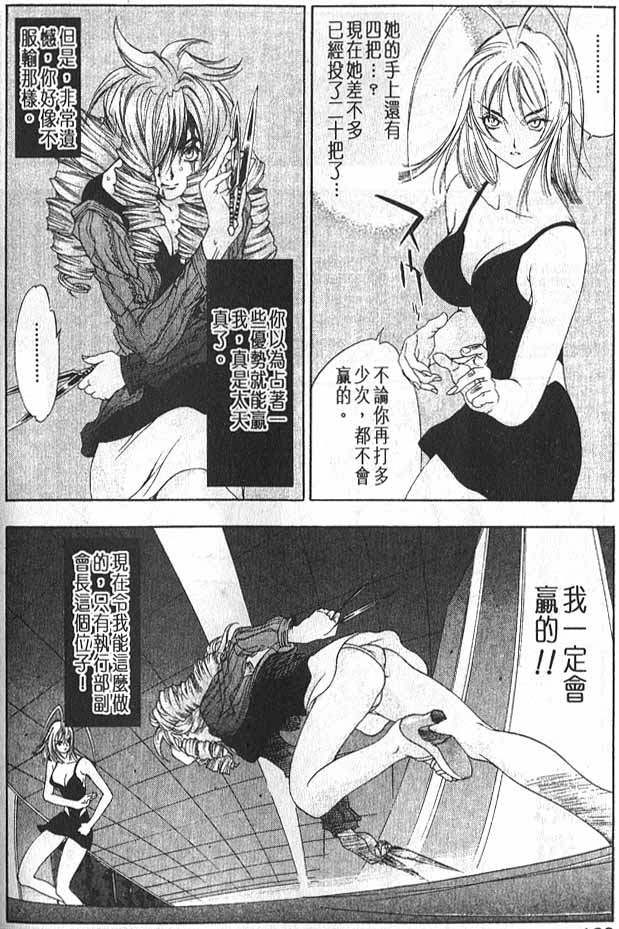 ………
她的手上還有
四把…？
現在她差不多
已經投了二十把了…
不論你再打多
少次，都不會
贏的。
你以為占著一
些優勢就能贏
我，真是太天
真了。
但是，非常遺
憾，你好像不
服輸那樣。
………
我一定會
贏的!!
現在令我能這麼做
的，只有執行部副
會長這個位子！